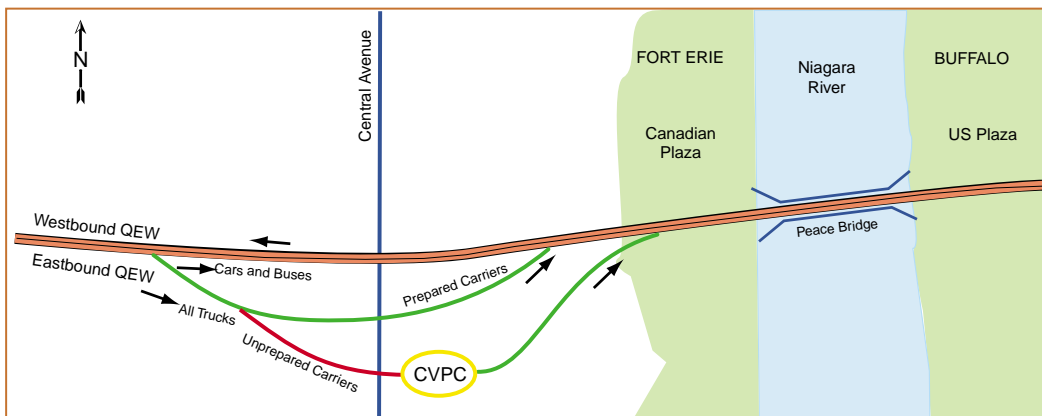 N
Central Avenue
FORT ERIE
Niagara
River
BUFFALO
Canadian
Plaza
US Plaza
Westbound QEW
Peace Bridge
Eastbound QEW
Cars and Buses
Prepared Carriers
All Trucks
Unprepared Carriers
CVPC